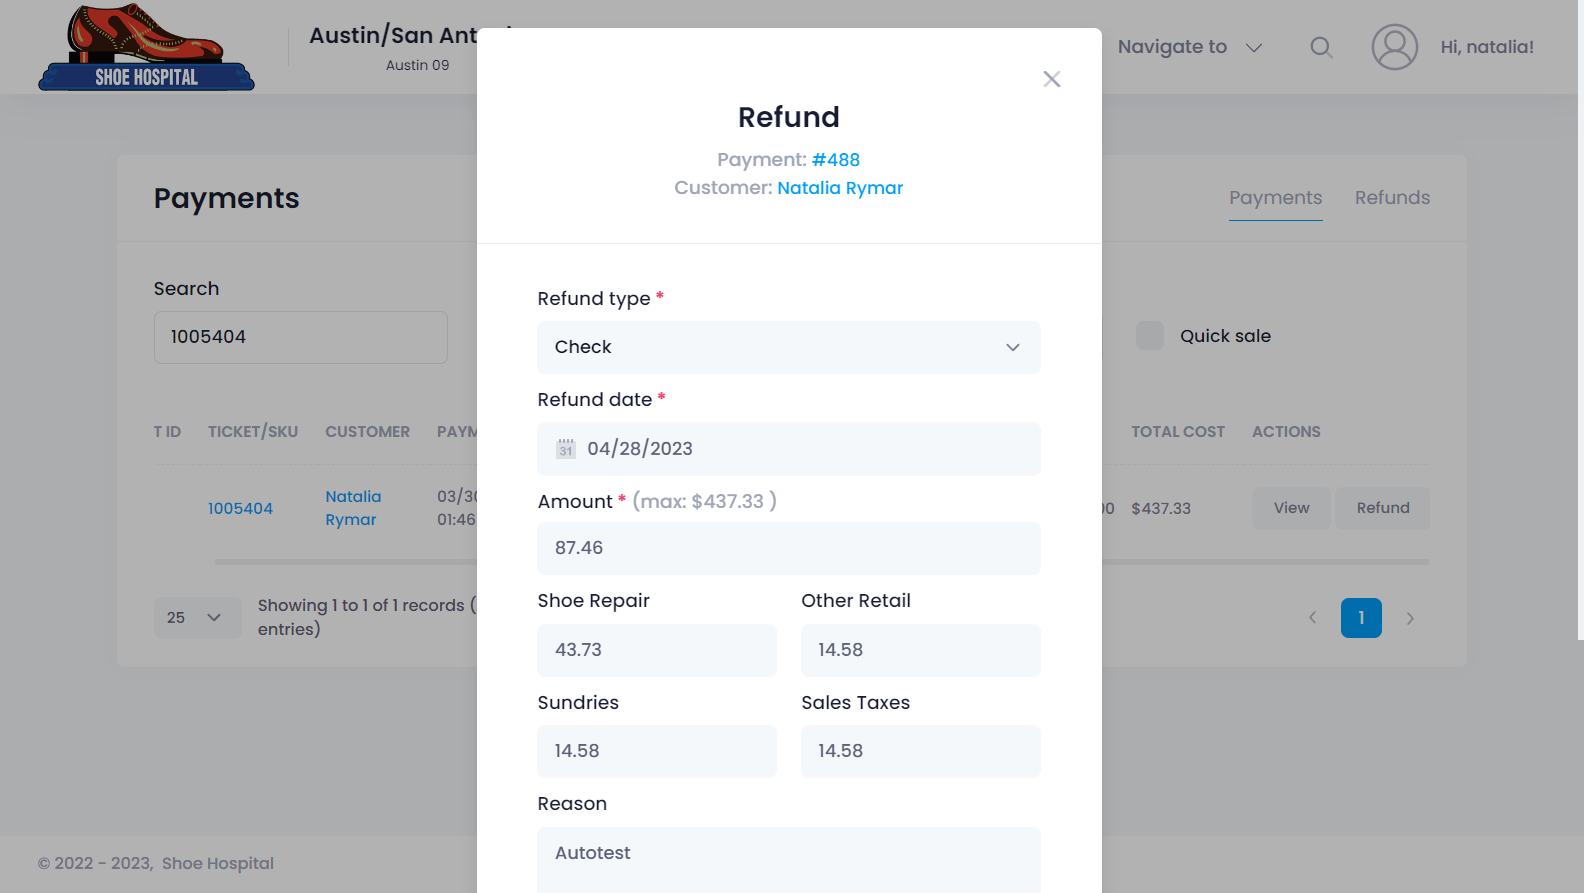 SHOE HOSPITAL
Austin/San
Austin 09
Navigate to
Hi, natalia!
Refund
Payment: #488
Customer: Natalia Rymar
Payments
Payments
Refunds
Search
1005404
Quick sale
Refund type *
Check
Refund date *
31 04/28/2023
Amount * (max: $437.33 )
87.46
Shoe Repair
Other Retail
43.73
14.58
Sundries
Sales Taxes
14.58
14.58
Reason
Autotest
T ID
TICKET/SKU
CUSTOMER
PAYM
TOTAL COST
ACTIONS
1005404
Natalia
Rymar
03/30
01:46
$437.33
View
Refund
25
Showing 1 to 1 of 1 records (
entries)
1
© 2022 - 2023, Shoe Hospital